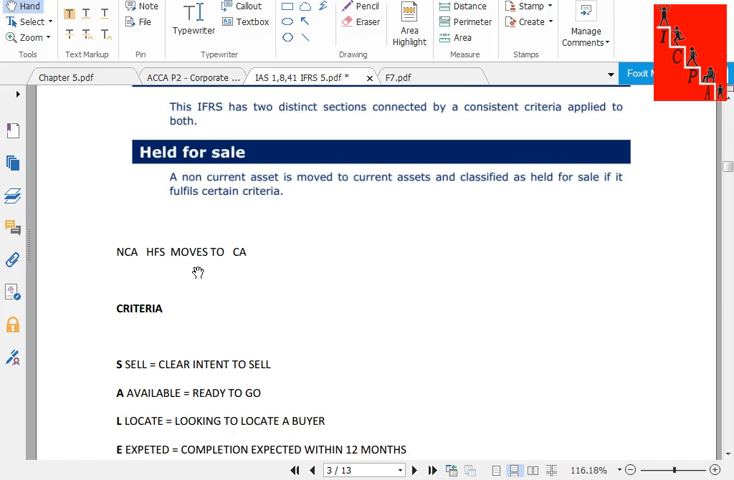 Hand
Select
Zoom
Tools
T T T
T T T
Text Markup
Note
File
Pin
Typewriter
Callout
Textbox
Typewriter
Drawing
Pencil
Eraser
Area
Highlight
Distance
Perimeter
Area
Measure
Stamp
Create
Stamps
Manage
Comments
Chapter 5.pdf
ACCA P2 - Corporate ...
IAS 1,8,41 IFRS 5.pdf *
F7.pdf
I
C
P
A
This IFRS has two distinct sections connected by a consistent criteria applied to
both.
Held for sale
A non current asset is moved to current assets and classified as held for sale if it
fulfils certain criteria.
NCA HFS MOVES TO CA
CRITERIA
S SELL = CLEAR INTENT TO SELL
A AVAILABLE = READY TO GO
L LOCATE = LOOKING TO LOCATE A BUYER
E EXPETED = COMPLETION EXPECTED WITHIN 12 MONTHS
3 / 13
116.18%